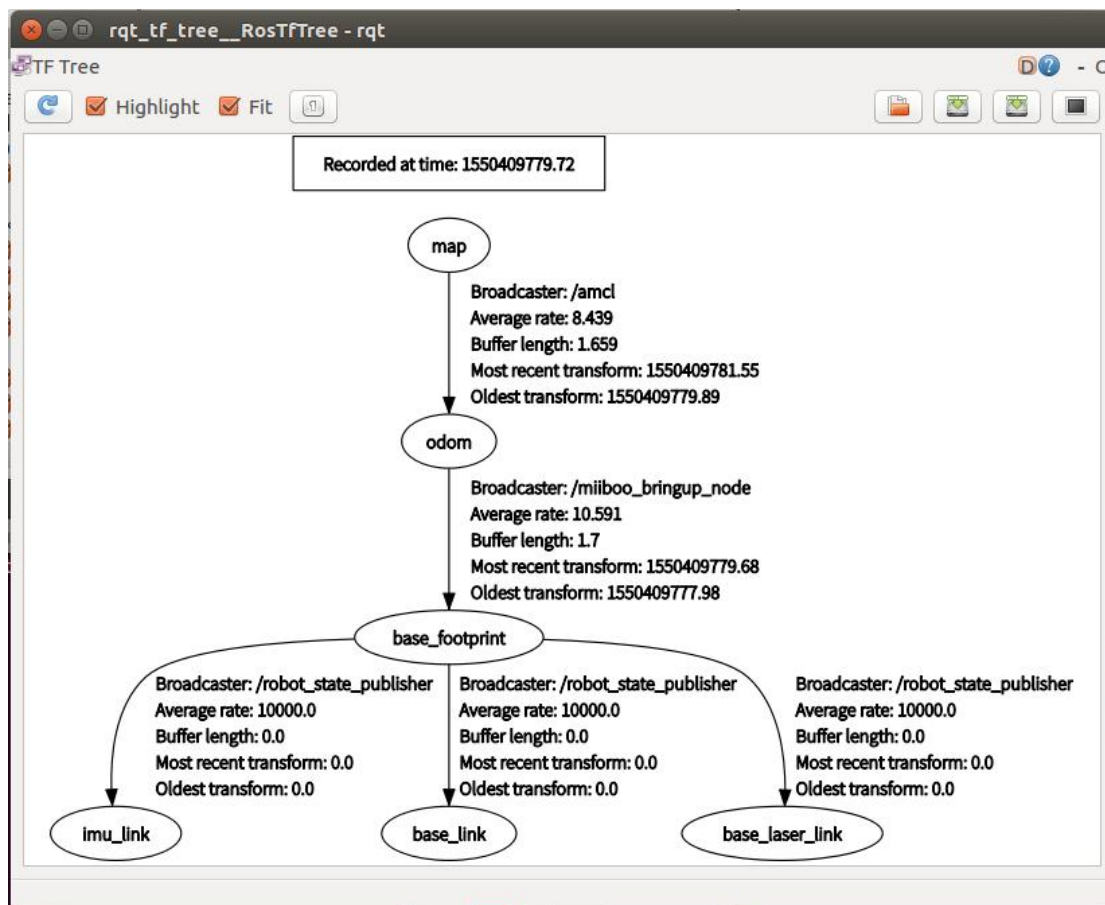 rqt_tf_tree__RosTfTree - rqt
TF Tree
D
?
- C
Highlight
Fit
Recorded at time: 1550409779.72
map
Broadcaster: /amcl
Average rate: 8.439
Buffer length: 1.659
Most recent transform: 1550409781.55
Oldest transform: 1550409779.89
odom
Broadcaster: /miiboo_bringup_node
Average rate: 10.591
Buffer length: 1.7
Most recent transform: 1550409779.68
Oldest transform: 1550409777.98
base_footprint
Broadcaster: /robot_state_publisher
Average rate: 10000.0
Buffer length: 0.0
Most recent transform: 0.0
Oldest transform: 0.0
Broadcaster: /robot_state_publisher
Average rate: 10000.0
Buffer length: 0.0
Most recent transform: 0.0
Oldest transform: 0.0
Broadcaster: /robot_state_publisher
Average rate: 10000.0
Buffer length: 0.0
Most recent transform: 0.0
Oldest transform: 0.0
imu_link
base_link
base_laser_link